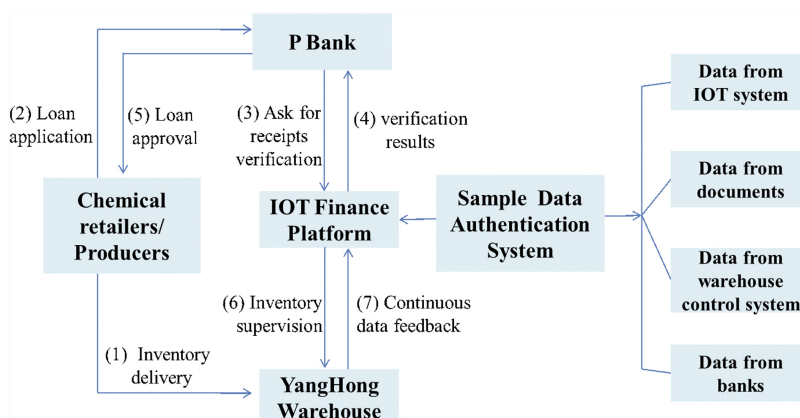 P Bank
(2) Loan
application
(5) Loan
approval
(3) Ask for
receipts
verification
(4) verification
results
Chemical
retailers/
Producers
IOT Finance
Platform
Sample Data
Authentication
System
Data from
IOT system
Data from
documents
Data from
warehouse
control system
Data from
banks
(6) Inventory
supervision
(7) Continuous
data feedback
(1) Inventory
delivery
YangHong
Warehouse